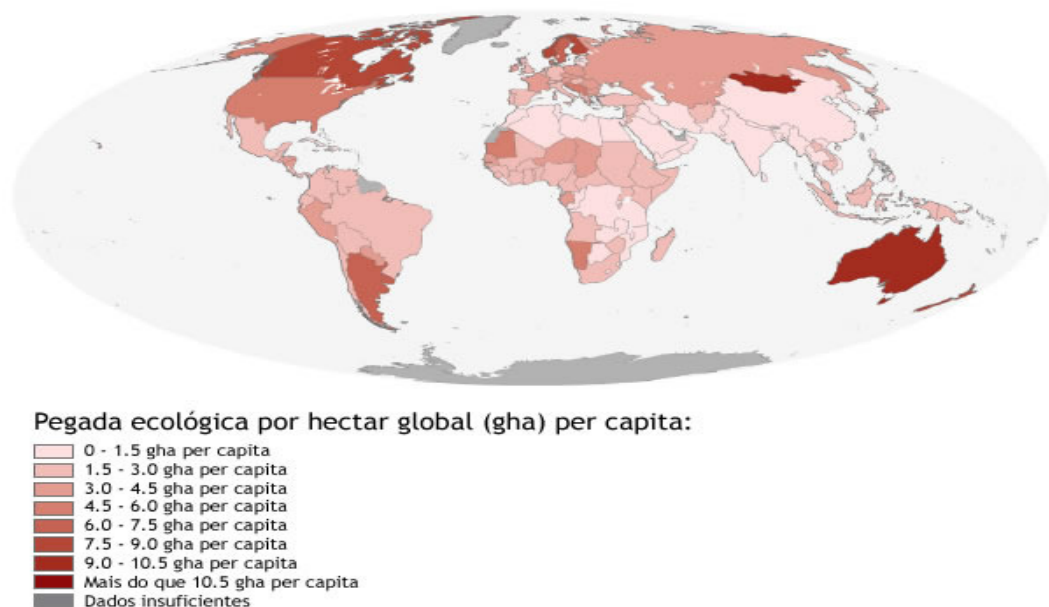 Pegada ecológica por hectar global (gha) per capita:
0 - 1.5 gha per capita
1.5 - 3.0 gha per capita
3.0 - 4.5 gha per capita
4.5 - 6.0 gha per capita
6.0 - 7.5 gha per capita
7.5 - 9.0 gha per capita
9.0 - 10.5 gha per capita
Mais do que 10.5 gha per capita
Dados insuficientes